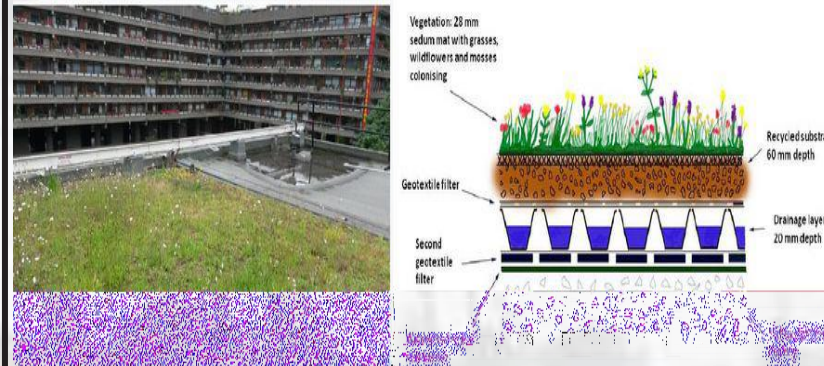 Vegetation: 28 mm
sedum mat with grasses,
wildflowers and mosses
colonising
Recycled substra
60 mm depth
Geotextile filter
Drainage laye
20 mm depth
Second
geotextile
filter